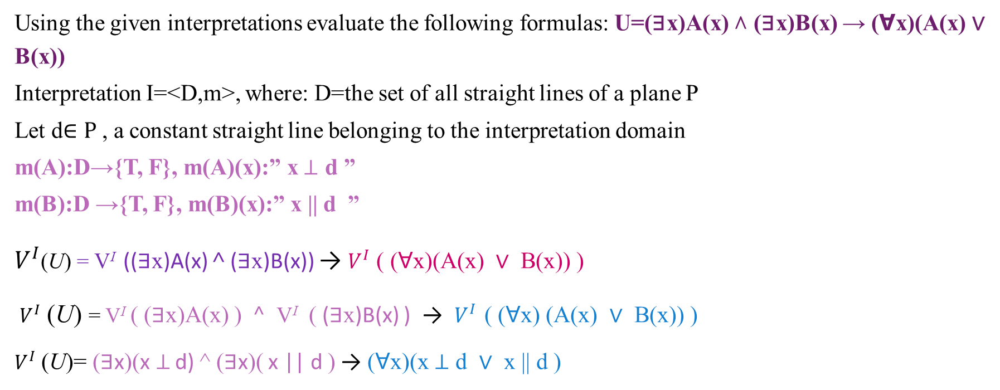 Using the given interpretations evaluate the following formulas: U=(∃x)A(x) ∧ (∃x)B(x) → (∀x)(A(x) ∨
B(x))
Interpretation I=<D,m>, where: D=the set of all straight lines of a plane P
Let d∈ P , a constant straight line belonging to the interpretation domain
m(A):D→{T, F}, m(A)(x):” x ⊥ d ”
m(B):D →{T, F}, m(B)(x):” x || d ”
V^I(U) = V^I ((∃x)A(x) ^ (∃x)B(x)) → V^I ( (∀x)(A(x) ∨ B(x)) )
V^I (U) = V^I ( (∃x)A(x) ) ^ V^I ( (∃x)B(x) ) → V^I ( (∀x) (A(x) ∨ B(x)) )
V^I (U)= (∃x)(x ⊥ d) ^ (∃x)( x || d ) → (∀x)(x ⊥ d ∨ x || d )